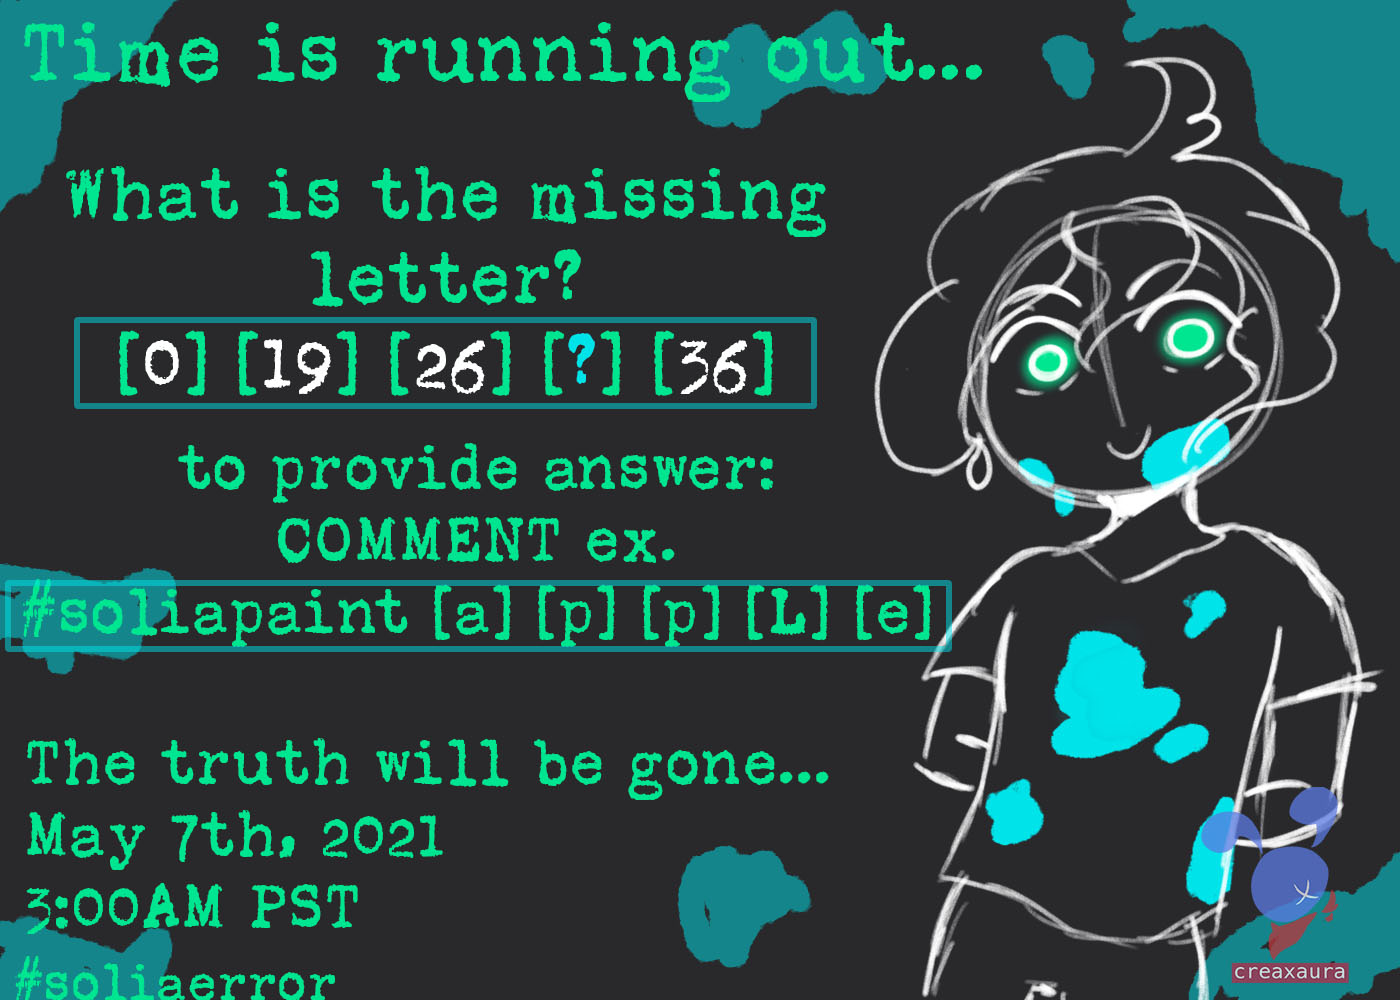 Time is running out...
What is the missing
letter?
[0] [19] [26] [?] [36]
to provide answer:
COMMENT ex.
#soliapaint [a] [p] [p] [L] [e]
The truth will be gone...
May 7th, 2021
3:00AM PST
#soliaerror
creaxaura